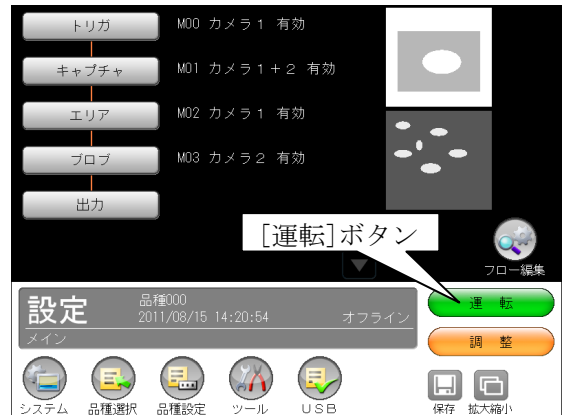 トリガ M00 カメラ１ 有効
キャプチャ M01 カメラ１＋２ 有効
エリア M02 カメラ１ 有効
ブロブ M03 カメラ２ 有効
出力
[運転]ボタン
フロー編集
設定 品種000
2011/08/15 14:20:54 オフライン
メイン
運 転
調 整
システム 品種選択 品種設定 ツール ＵＳＢ 保存 拡大縮小